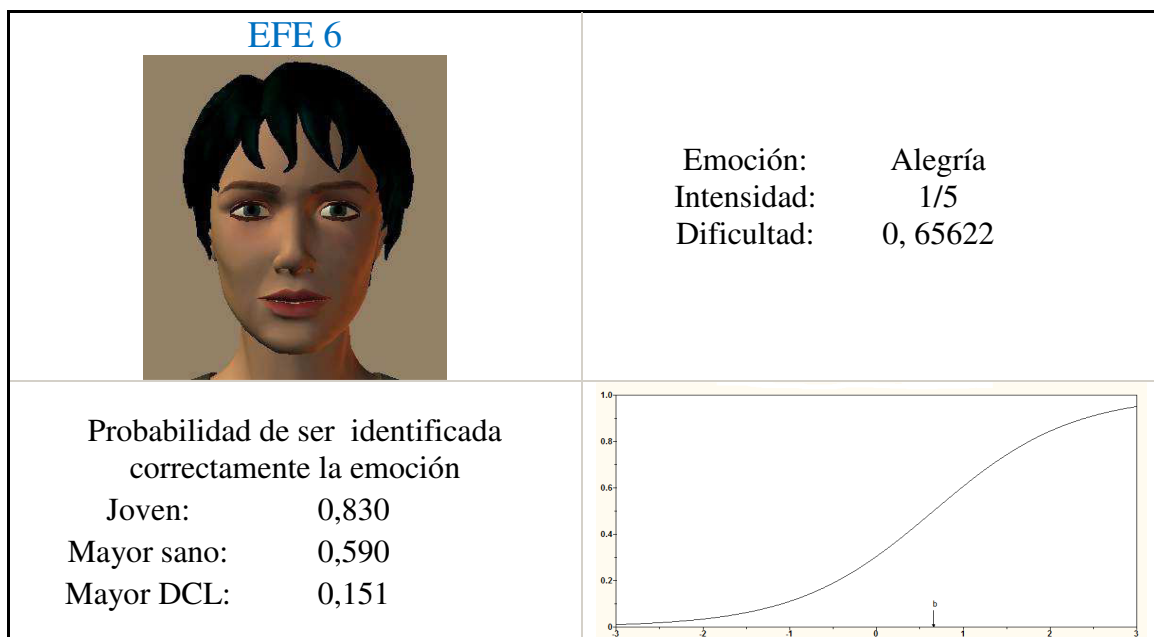 EFE 6
Emoción: Alegría
Intensidad: 1/5
Dificultad: 0, 65622
Probabilidad de ser identificada
correctamente la emoción
Joven: 0,830
Mayor sano: 0,590
Mayor DCL: 0,151
1.0
0.8
0.6
0.4
0.2
0
b
-3 -2 -1 0 1 2 3